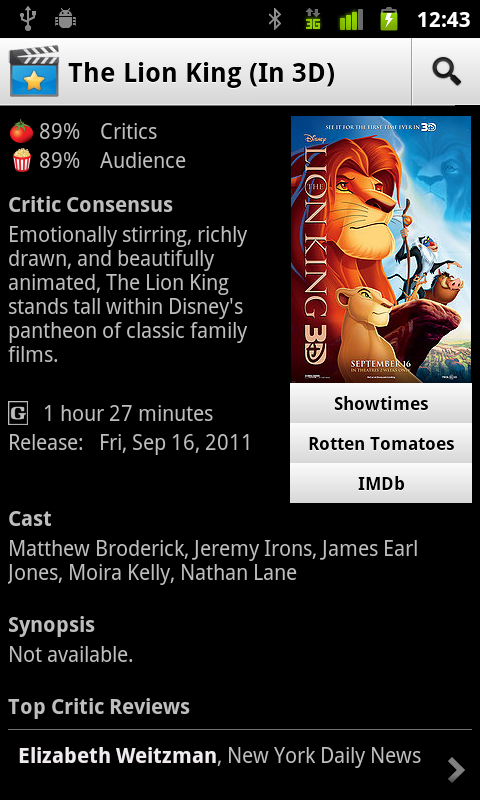 3G
12:43
The Lion King (In 3D)
89% Critics
89% Audience
Critic Consensus
Emotionally stirring, richly
drawn, and beautifully
animated, The Lion King
stands tall within Disney's
pantheon of classic family
films.
G 1 hour 27 minutes
Release: Fri, Sep 16, 2011
SEE IT FOR THE FIRST TIME EVER IN 3D
Disney
THE LION KING 3D
SEPTEMBER 16
IN THEATRES 2 WEEKS ONLY
Showtimes
Rotten Tomatoes
IMDb
Cast
Matthew Broderick, Jeremy Irons, James Earl
Jones, Moira Kelly, Nathan Lane
Synopsis
Not available.
Top Critic Reviews
Elizabeth Weitzman, New York Daily News